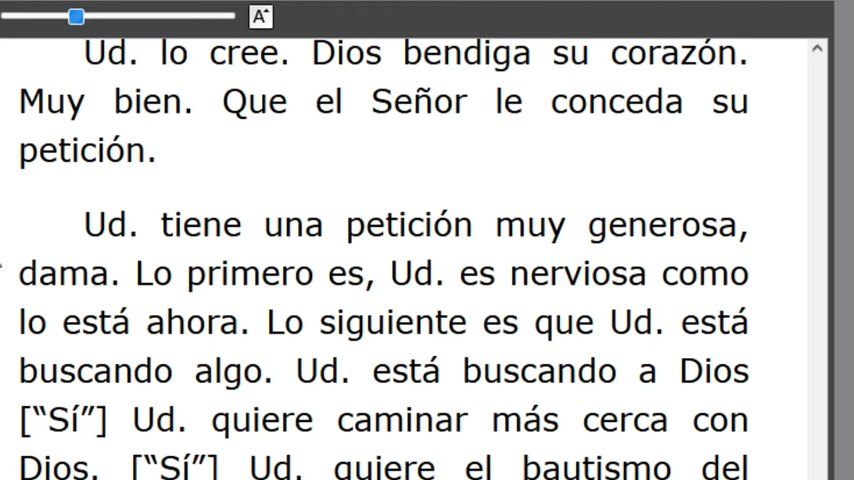 A
Ud. lo cree. Dios bendiga su corazón.
Muy bien. Que el Señor le conceda su
petición.
Ud. tiene una petición muy generosa,
dama. Lo primero es, Ud. es nerviosa como
lo está ahora. Lo siguiente es que Ud. está
buscando algo. Ud. está buscando a Dios
[“Sí”] Ud. quiere caminar más cerca con
Dios. [“Sí”] Ud. quiere el bautismo del